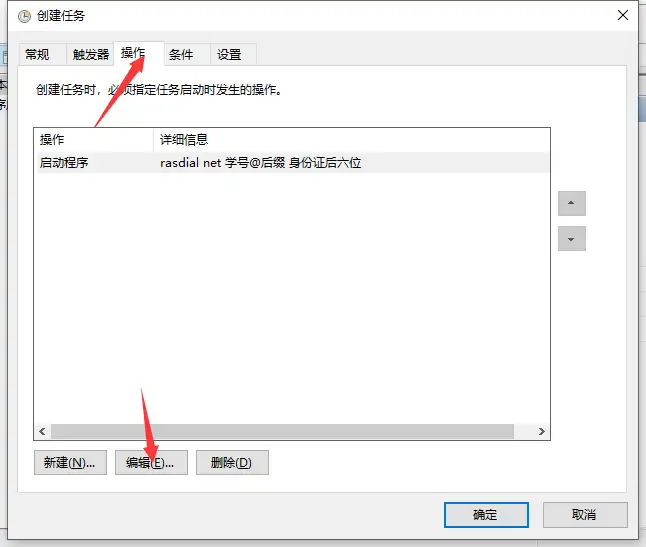 创建任务
常规 触发器 操作 条件 设置
创建任务时，必须指定任务启动时发生的操作。
操作 详细信息
启动程序 rasdial net 学号@后缀 身份证后六位
新建(N)... 编辑(E)... 删除(D)
确定 取消